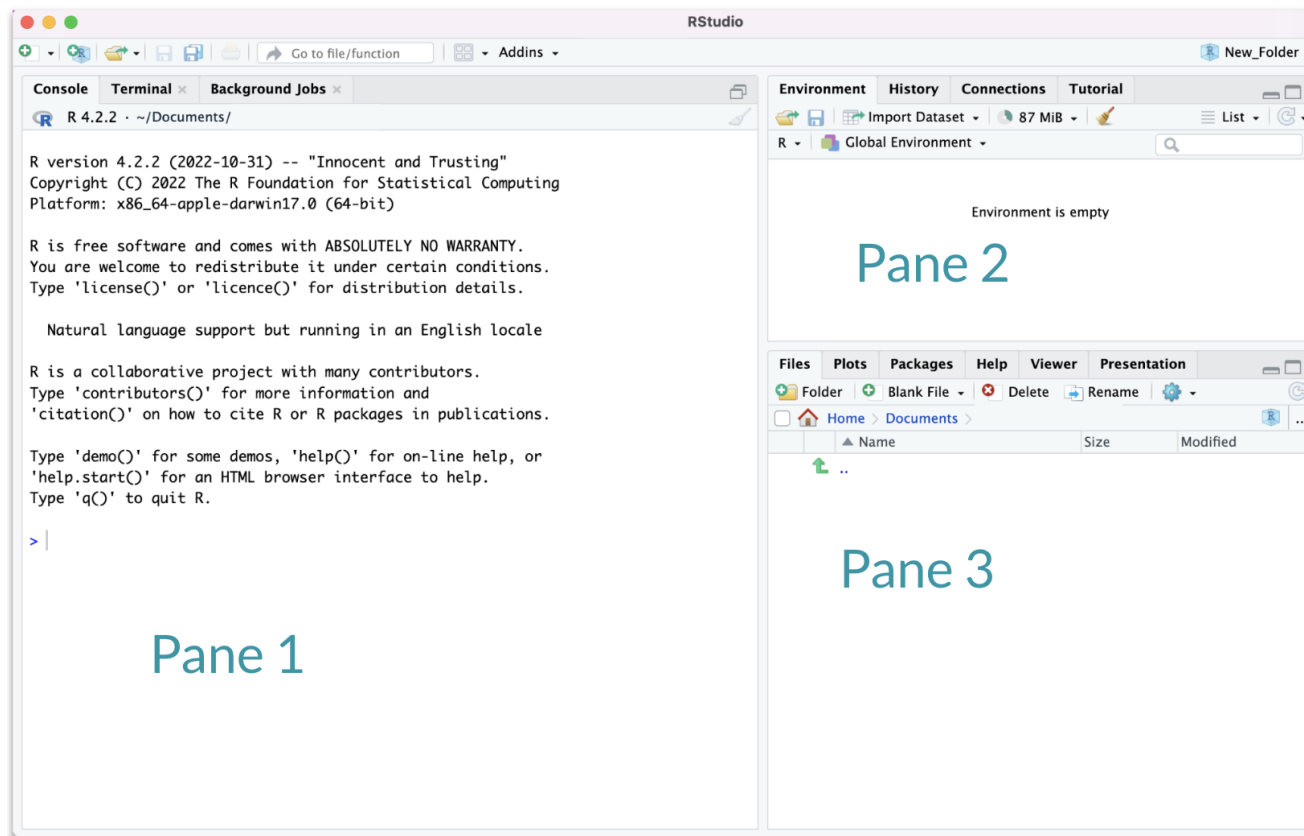 RStudio
Go to file/function
Addins
New_Folder
Console Terminal Background Jobs
R 4.2.2 · ~/Documents/
R version 4.2.2 (2022-10-31) -- "Innocent and Trusting"
Copyright (C) 2022 The R Foundation for Statistical Computing
Platform: x86_64-apple-darwin17.0 (64-bit)
R is free software and comes with ABSOLUTELY NO WARRANTY.
You are welcome to redistribute it under certain conditions.
Type 'license()' or 'licence()' for distribution details.
Natural language support but running in an English locale
R is a collaborative project with many contributors.
Type 'contributors()' for more information and
'citation()' on how to cite R or R packages in publications.
Type 'demo()' for some demos, 'help()' for on-line help, or
'help.start()' for an HTML browser interface to help.
Type 'q()' to quit R.
>
Pane 1
Environment History Connections Tutorial
Import Dataset 87 MiB List
R Global Environment
Environment is empty
Pane 2
Files Plots Packages Help Viewer Presentation
Folder Blank File Delete Rename
Home > Documents >
Name Size Modified
..
Pane 3